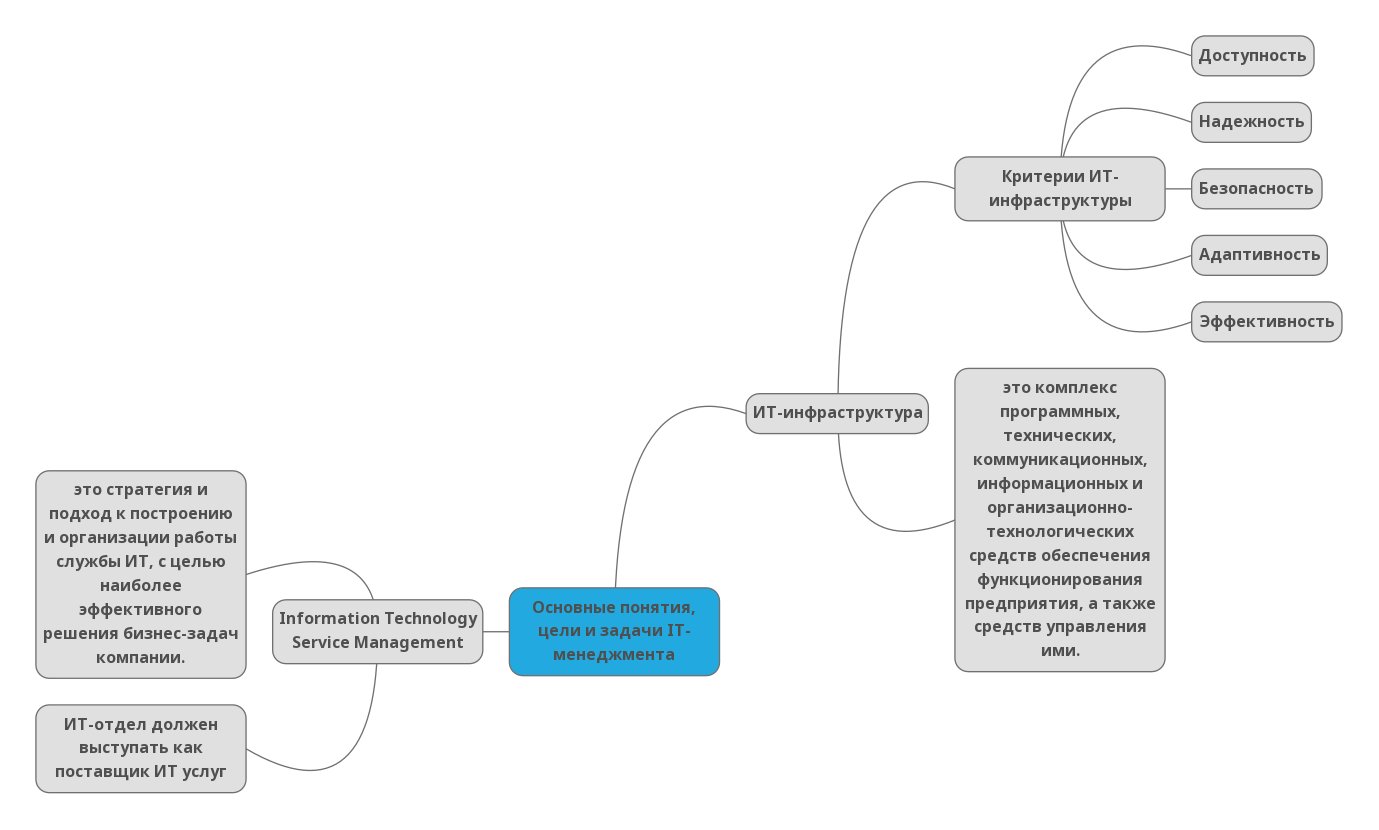 Доступность
Надежность
Критерии ИТ-
инфраструктуры
Безопасность
Адаптивность
Эффективность
ИТ-инфраструктура
это комплекс
программных,
технических,
коммуникационных,
информационных и
организационно-
технологических
средств обеспечения
функционирования
предприятия, а также
средств управления
ими.
Основные понятия,
цели и задачи IT-
менеджмента
Information Technology
Service Management
это стратегия и
подход к построению
и организации работы
службы ИТ, с целью
наиболее
эффективного
решения бизнес-задач
компании.
ИТ-отдел должен
выступать как
поставщик ИТ услуг